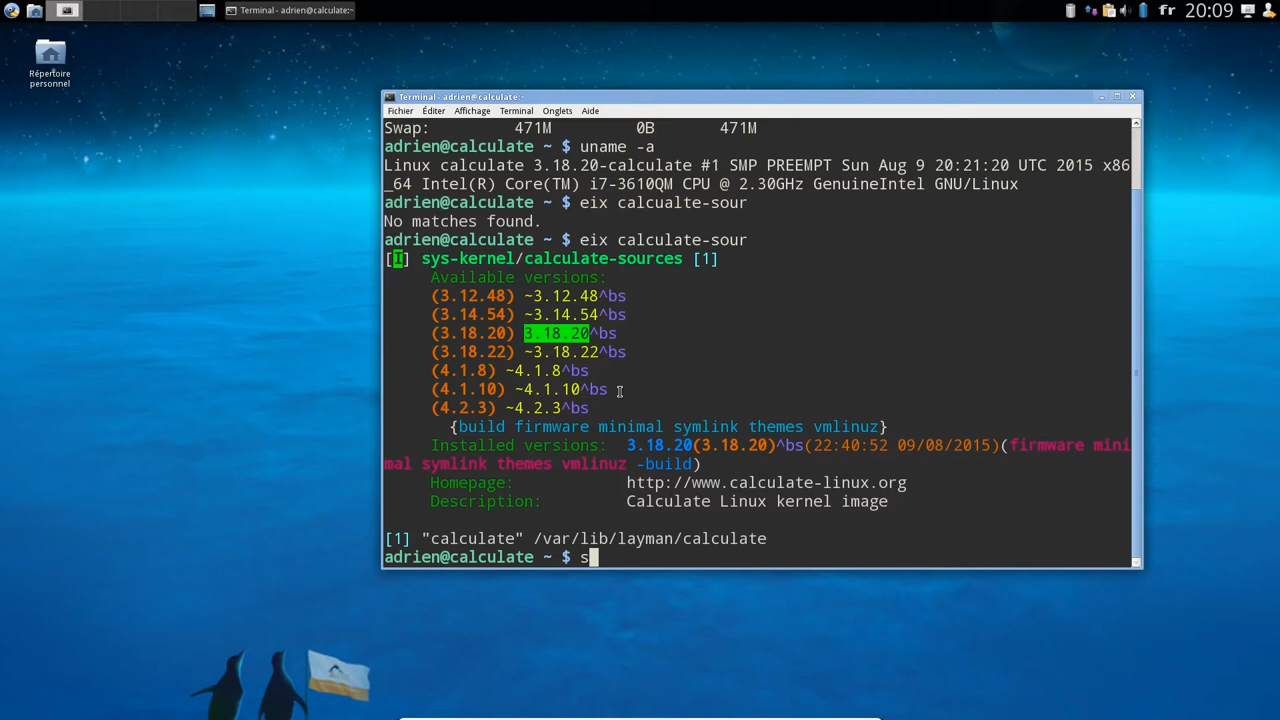 Terminal - adrien@calculate:~
fr 20:09
Répertoire
personnel
Terminal - adrien@calculate:~
Fichier Éditer Affichage Terminal Onglets Aide
Swap: 471M 0B 471M
adrien@calculate ~ $ uname -a
Linux calculate 3.18.20-calculate #1 SMP PREEMPT Sun Aug 9 20:21:20 UTC 2015 x86
_64 Intel(R) Core(TM) i7-3610QM CPU @ 2.30GHz GenuineIntel GNU/Linux
adrien@calculate ~ $ eix calcualte-sour
No matches found.
adrien@calculate ~ $ eix calculate-sour
[I] sys-kernel/calculate-sources [1]
Available versions:
(3.12.48) ~3.12.48^bs
(3.14.54) ~3.14.54^bs
(3.18.20) 3.18.20^bs
(3.18.22) ~3.18.22^bs
(4.1.8) ~4.1.8^bs
(4.1.10) ~4.1.10^bs
(4.2.3) ~4.2.3^bs
{build firmware minimal symlink themes vmlinuz}
Installed versions: 3.18.20(3.18.20)^bs(22:40:52 09/08/2015)(firmware mini
mal symlink themes vmlinuz -build)
Homepage: http://www.calculate-linux.org
Description: Calculate Linux kernel image
[1] "calculate" /var/lib/layman/calculate
adrien@calculate ~ $ s